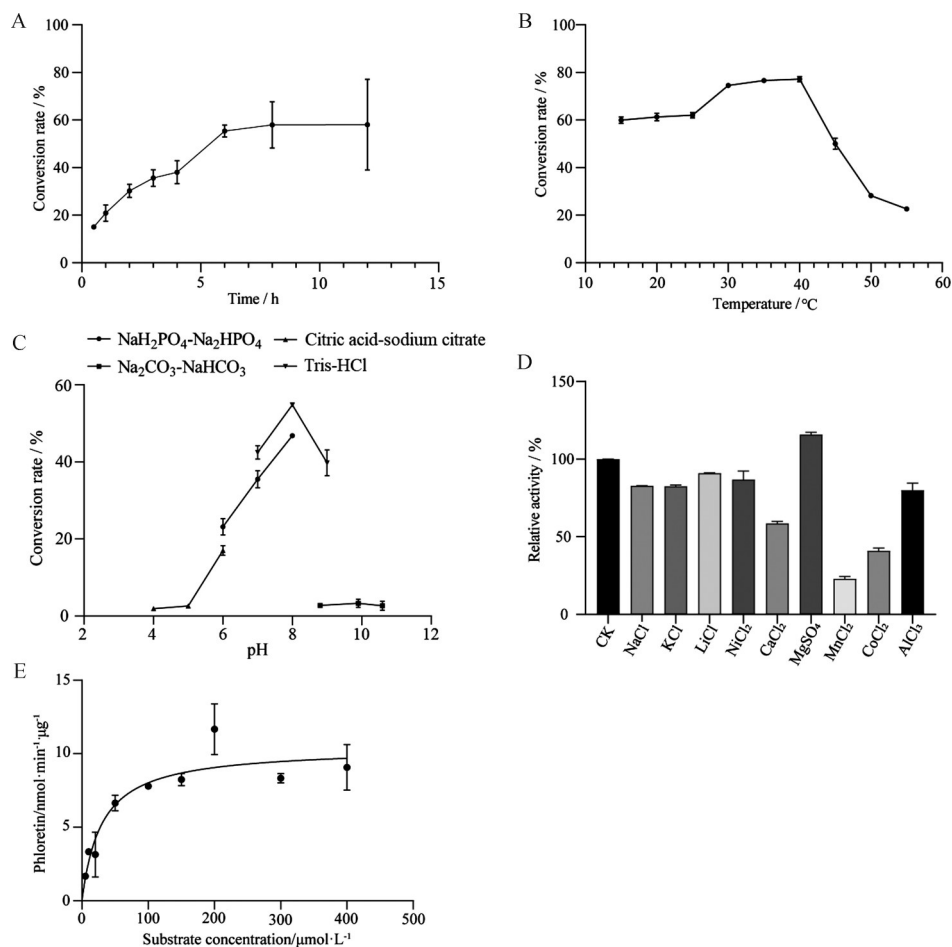 A
100
80
60
40
20
0
Conversion rate / %
0 5 10 15
Time / h
B
100
80
60
40
20
0
Conversion rate / %
10 20 30 40 50 60
Temperature / °C
C
NaH₂PO₄-Na₂HPO₄
Citric acid-sodium citrate
Na₂CO₃-NaHCO₃
Tris-HCl
60
40
20
0
Conversion rate / %
2 4 6 8 10 12
pH
D
150
100
50
0
Relative activity / %
CK NaCl KCl LiCl NiCl₂ CaCl₂ MgSO₄ MnCl₂ CoCl₂ AlCl₃
E
15
10
5
0
Phloretin/nmol·min⁻¹·μg⁻¹
0 100 200 300 400 500
Substrate concentration/μmol·L⁻¹